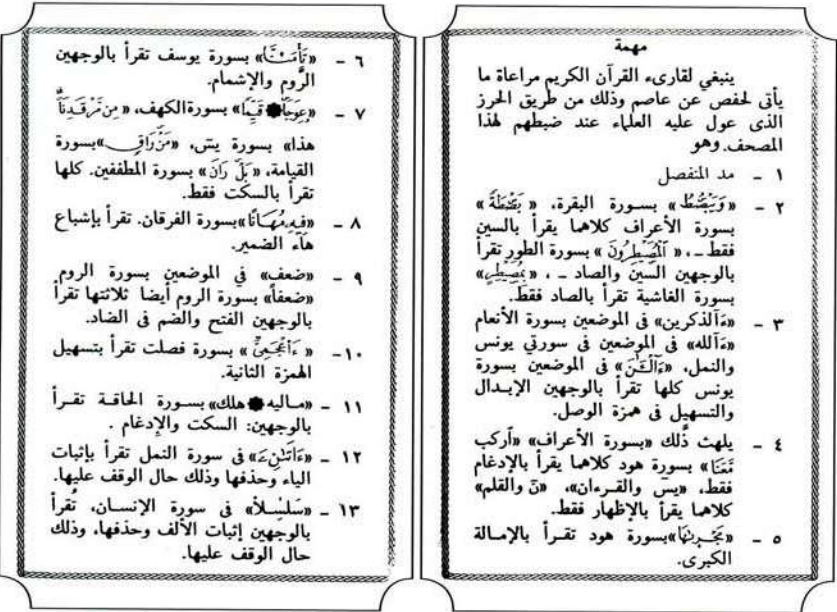 مهمة
ينبغي لقارىء القرآن الكريم مراعاة ما
يأتى لحفص عن عاصم وذلك من طريق الحرز
الذى عول عليه العلماء عند ضبطهم لهذا
المصحف. وهو
١ - مد المنفصل
٢ - «وَيَبْصُۜطُ» بسورة البقرة، «بَصْۜطَةً»
بسورة الأعراف كلاهما يقرأ بالسين
فقط -، «ٱلْمُصَۣيْطِرُونَ» بسورة الطور تقرأ
بالوجهين السين والصاد -، «بِمُصَيْطِرٍ»
بسورة الغاشية تقرأ بالصاد فقط.
٣ - «ءَآلذكرين» فى الموضعين بسورة الأنعام
«ءَآلله» فى الموضعين فى سورتي يونس
والنمل، «ءَآلْـَٰٔنَ» فى الموضعين بسورة
يونس كلها تقرأ بالوجهين الإبدال
والتسهيل فى همزة الوصل.
٤ - يلهث ذَّلك «بسورة الأعراف» «أركب
مَّعَنَا» بسورة هود كلاهما يقرأ بالإدغام
فقط، «يسٓ والقرءان»، «نٓ والقلم»
كلاهما يقرأ بالإظهار فقط.
٥ - «مَجْر۪ىٰهَا» بسورة هود تقرأ بالإمالة
الكبرى.
٦ - «تَأْمَ۫نَّا» بسورة يوسف تقرأ بالوجهين
الرَّوم والإشمام.
٧ - «عِوَجَاۜ قَيِّمًا» بسورة الكهف، «مِن مَّرْقَدِنَاۜ
هذا» بسورة يسٓ، «مَنْۜ رَاقٍ» بسورة
القيامة، «بَلْۜ رَانَ» بسورة المطففين. كلها
تقرأ بالسكت فقط.
٨ - «فِيهِۦ مُهَانًا» بسورة الفرقان. تقرأ بإشباع
هآء الضمير.
٩ - «ضعف» في الموضعين بسورة الروم
«ضعفاً» بسورة الروم أيضا ثلاثتها تقرأ
بالوجهين الفتح والضم فى الضاد.
١٠- «ءَا۬عْجَمِىٌّ» بسورة فصلت تقرأ بتسهيل
الهمزة الثانية.
١١ - «ماليه هلك» بسورة الحاقة تقرأ
بالوجهين: السكت والإدغام .
١٢ - «ءَاتَىٰنِۦَ» فى سورة النمل تقرأ بإثبات
الياء وحذفها وذلك حال الوقف عليها.
١٣ - «سَلَٰسِلَا۟» فى سورة الإنسان، تُقرأ
بالوجهين إثبات الألف وحذفها، وذلك
حال الوقف عليها.